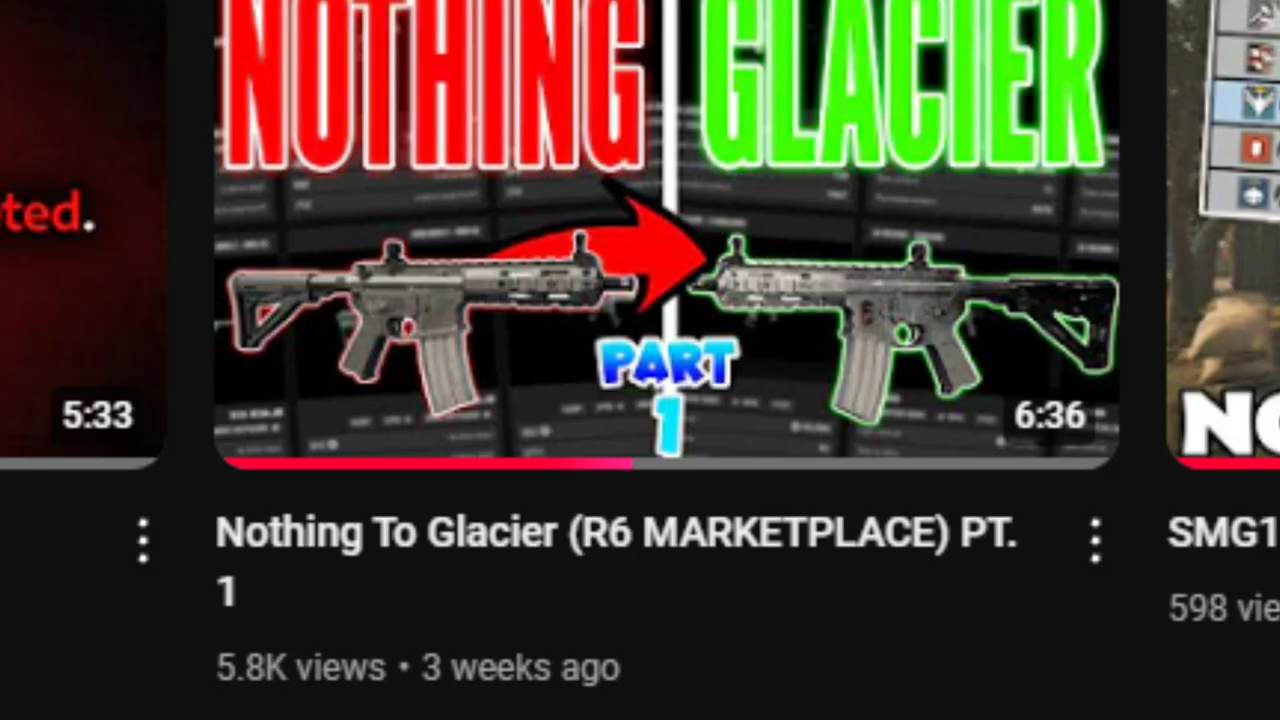 NOTHING GLACIER
ted.
PART
1
5:33
6:36
NO
Nothing To Glacier (R6 MARKETPLACE) PT.
1
SMG1
5.8K views • 3 weeks ago
598 vie